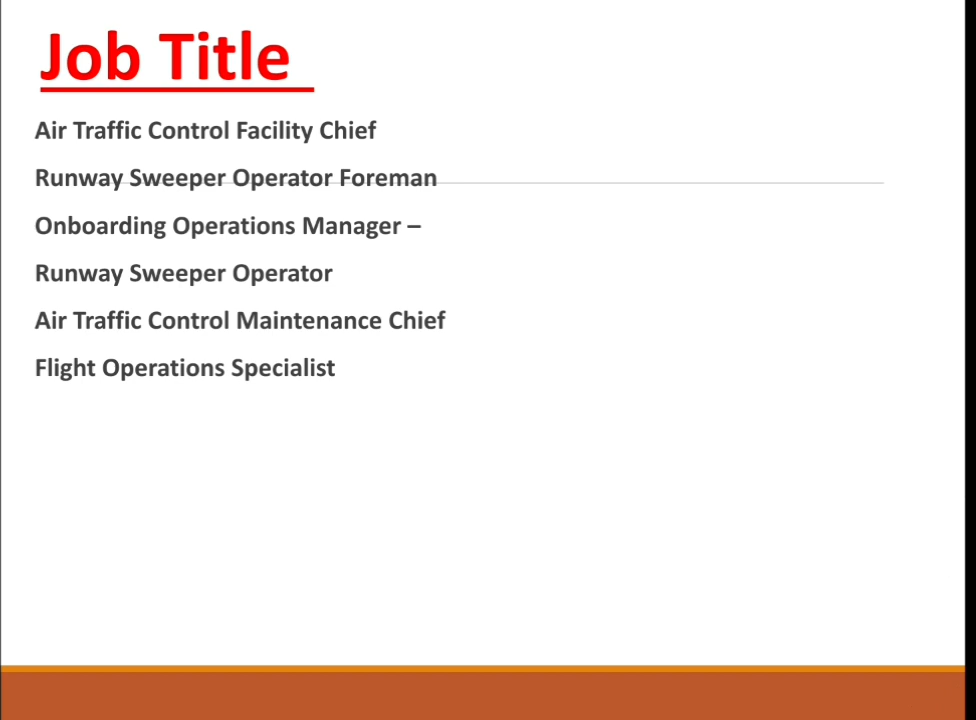 Job Title
Air Traffic Control Facility Chief
Runway Sweeper Operator Foreman
Onboarding Operations Manager –
Runway Sweeper Operator
Air Traffic Control Maintenance Chief
Flight Operations Specialist